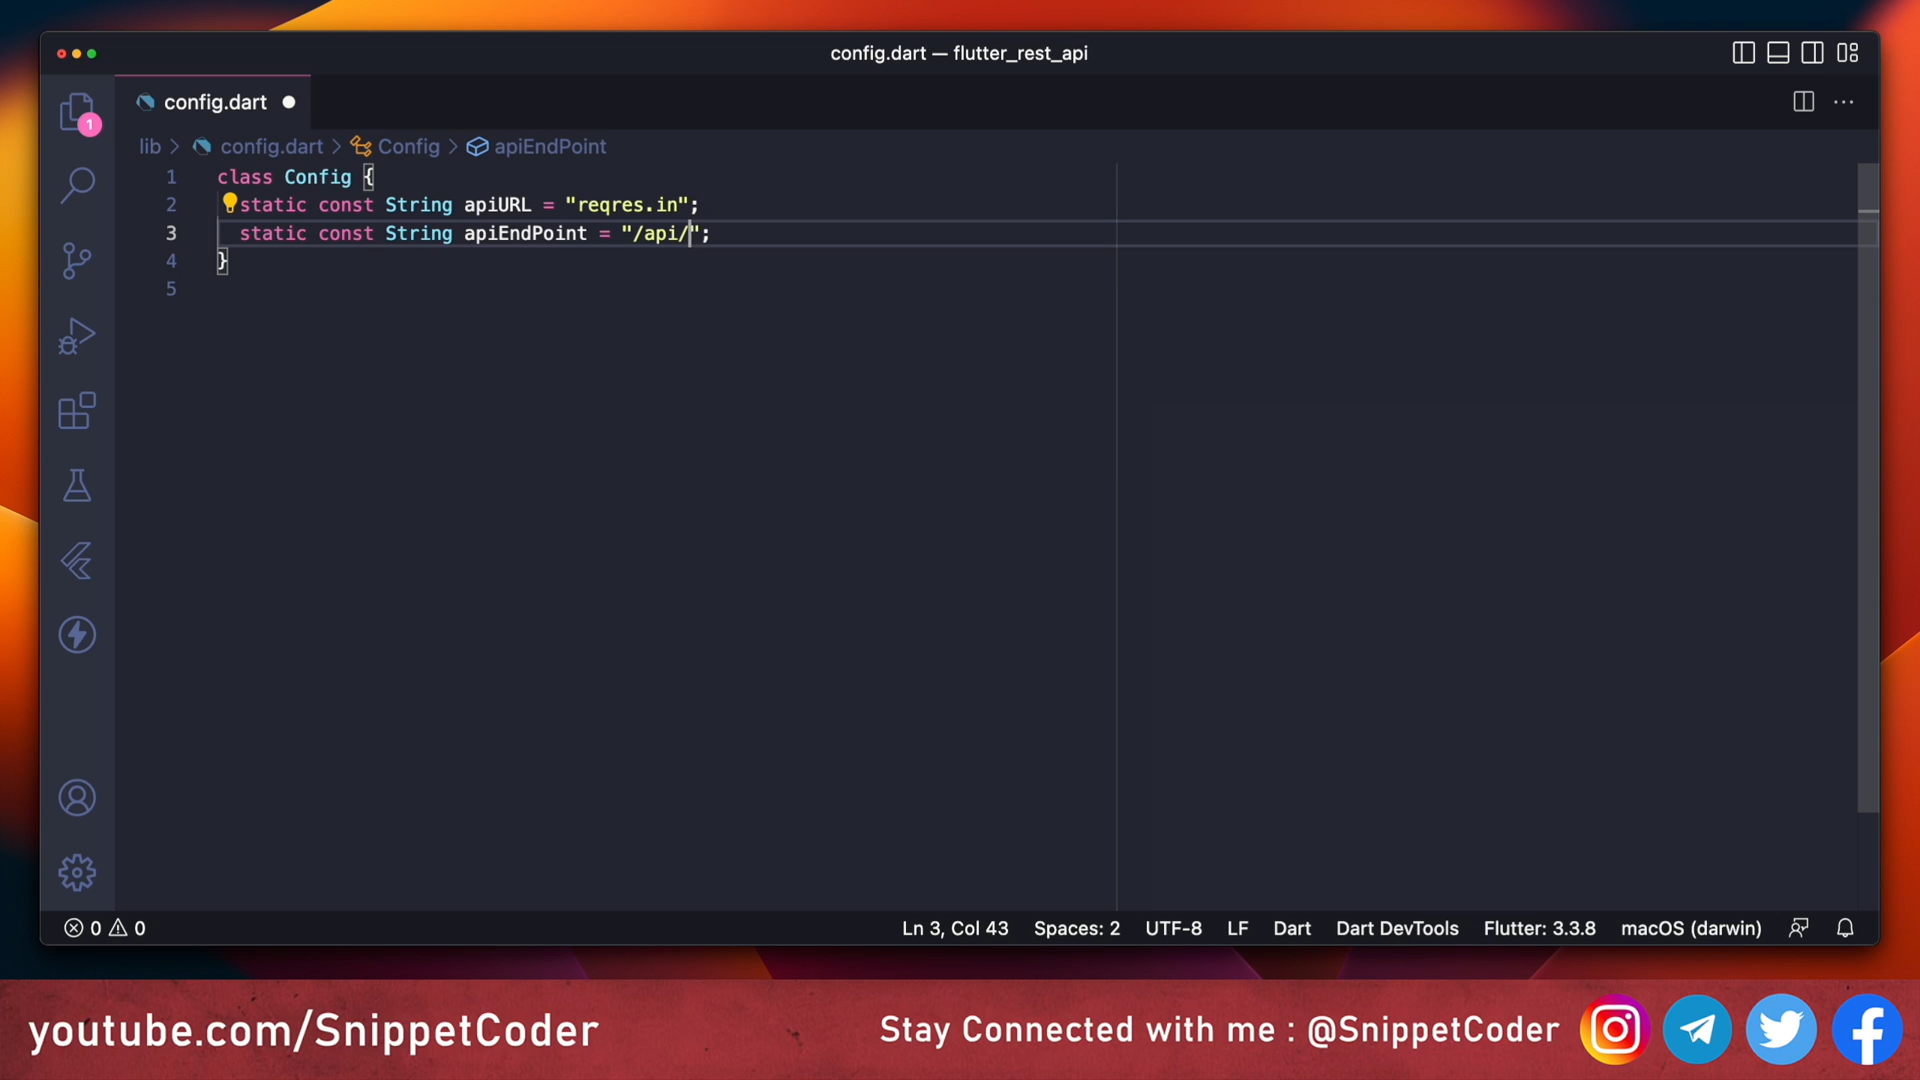 config.dart — flutter_rest_api
1
config.dart
lib > config.dart > Config > apiEndPoint
1 class Config {
2 static const String apiURL = "reqres.in";
3 static const String apiEndPoint = "/api/";
4 }
5
0 0 Ln 3, Col 43 Spaces: 2 UTF-8 LF Dart Dart DevTools Flutter: 3.3.8 macOS (darwin)
youtube.com/SnippetCoder Stay Connected with me : @SnippetCoder